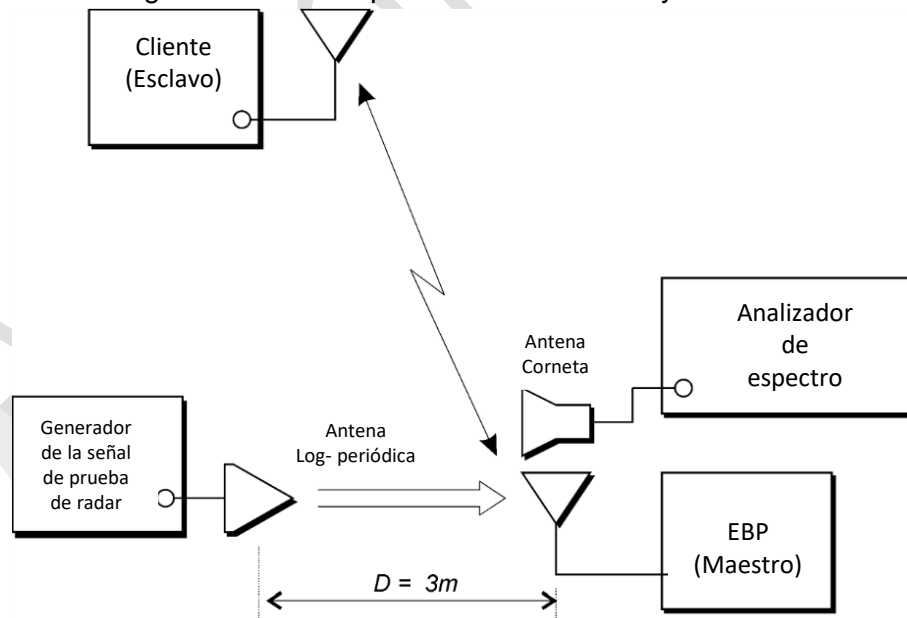 Cliente
(Esclavo)
Analizador
de
espectro
Antena
Corneta
Generador
de la señal
de prueba
de radar
Antena
Log- periódica
EBP
(Maestro)
D = 3m